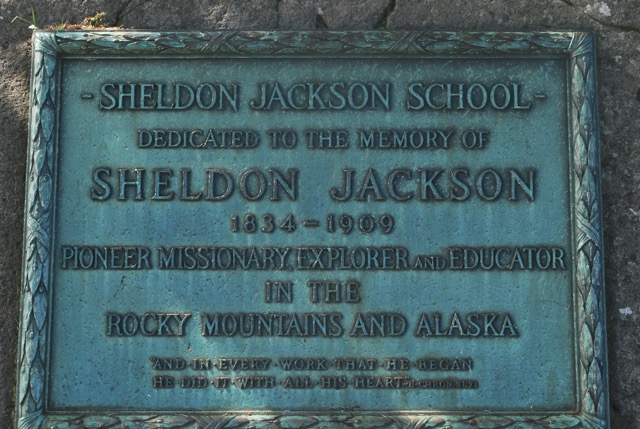 -SHELDON JACKSON SCHOOL-
DEDICATED TO THE MEMORY OF
SHELDON JACKSON
1834-1909
PIONEER MISSIONARY, EXPLORER AND EDUCATOR
IN THE
ROCKY MOUNTAINS AND ALASKA
"AND·IN·EVERY·WORK·THAT·HE·BEGAN
HE·DID·IT·WITH·ALL·HIS·HEART"